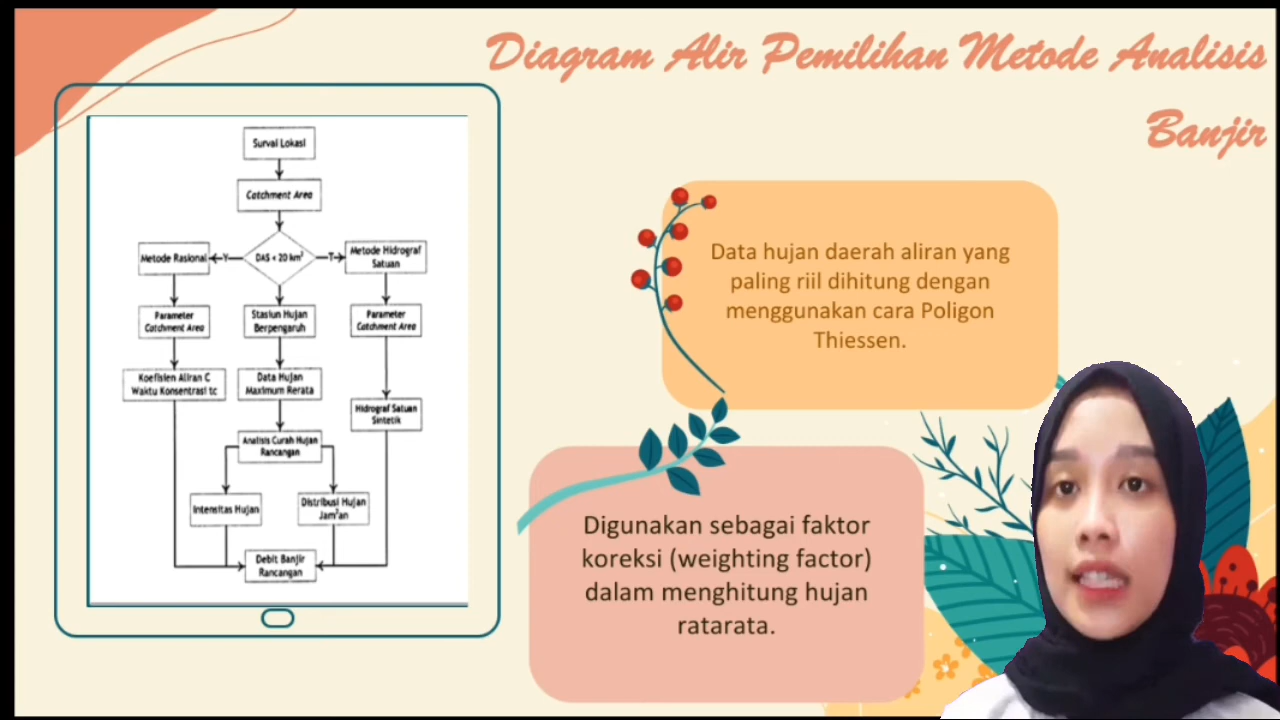 Diagram Alir Pemilihan Metode Analisis
Banjir
Survai Lokasi
Catchment Area
Metode Rasional
Y
DAS < 20 km²
T
Metode Hidrograf
Satuan
Parameter
Catchment Area
Stasiun Hujan
Berpengaruh
Parameter
Catchment Area
Koefisien Aliran C
Waktu Konsentrasi tc
Data Hujan
Maximum Rerata
Hidrograf Satuan
Sintetik
Analisis Curah Hujan
Rancangan
Intensitas Hujan
Distribusi Hujan
Jam²an
Debit Banjir
Rancangan
Data hujan daerah aliran yang
paling riil dihitung dengan
menggunakan cara Poligon
Thiessen.
Digunakan sebagai faktor
koreksi (weighting factor)
dalam menghitung hujan
ratarata.